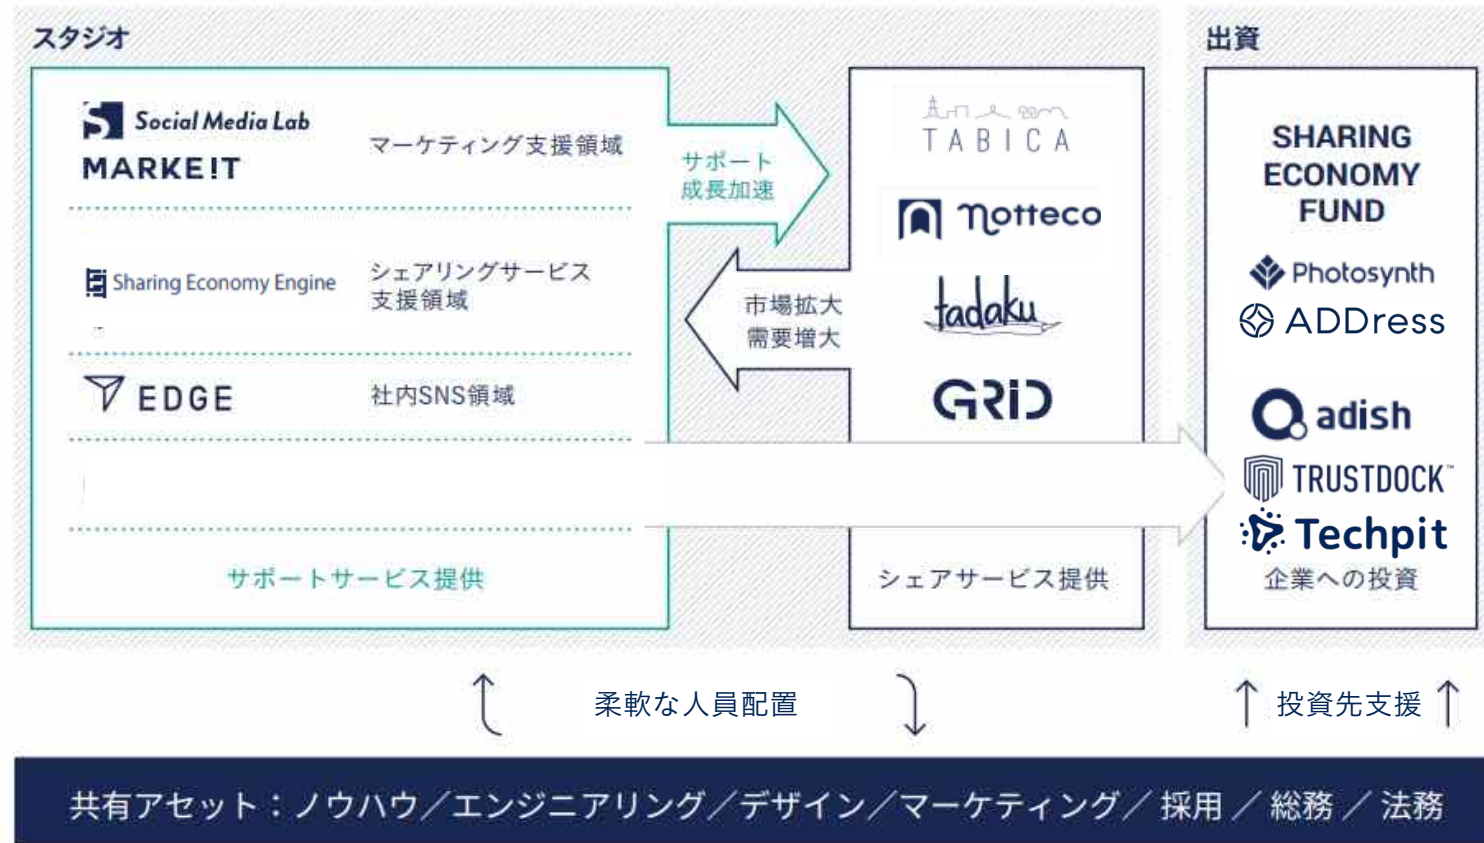 スタジオ
Social Media Lab
MARKE!T
マーケティング支援領域
Sharing Economy Engine
シェアリングサービス
支援領域
EDGE
社内SNS領域
サポートサービス提供
サポート
成長加速
市場拡大
需要増大
TABICA
notteco
tadaku
GRiD
シェアサービス提供
出資
SHARING
ECONOMY
FUND
Photosynth
ADDress
adish
TRUSTDOCK™
Techpit
企業への投資
柔軟な人員配置
投資先支援
共有アセット：ノウハウ／エンジニアリング／デザイン／マーケティング／ 採用 ／ 総務 ／ 法務